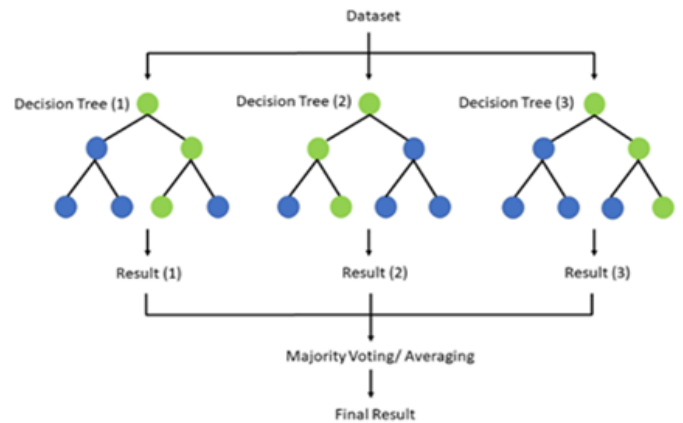 Dataset
Decision Tree (1)
Decision Tree (2)
Decision Tree (3)
Result (1)
Result (2)
Result (3)
Majority Voting/ Averaging
Final Result